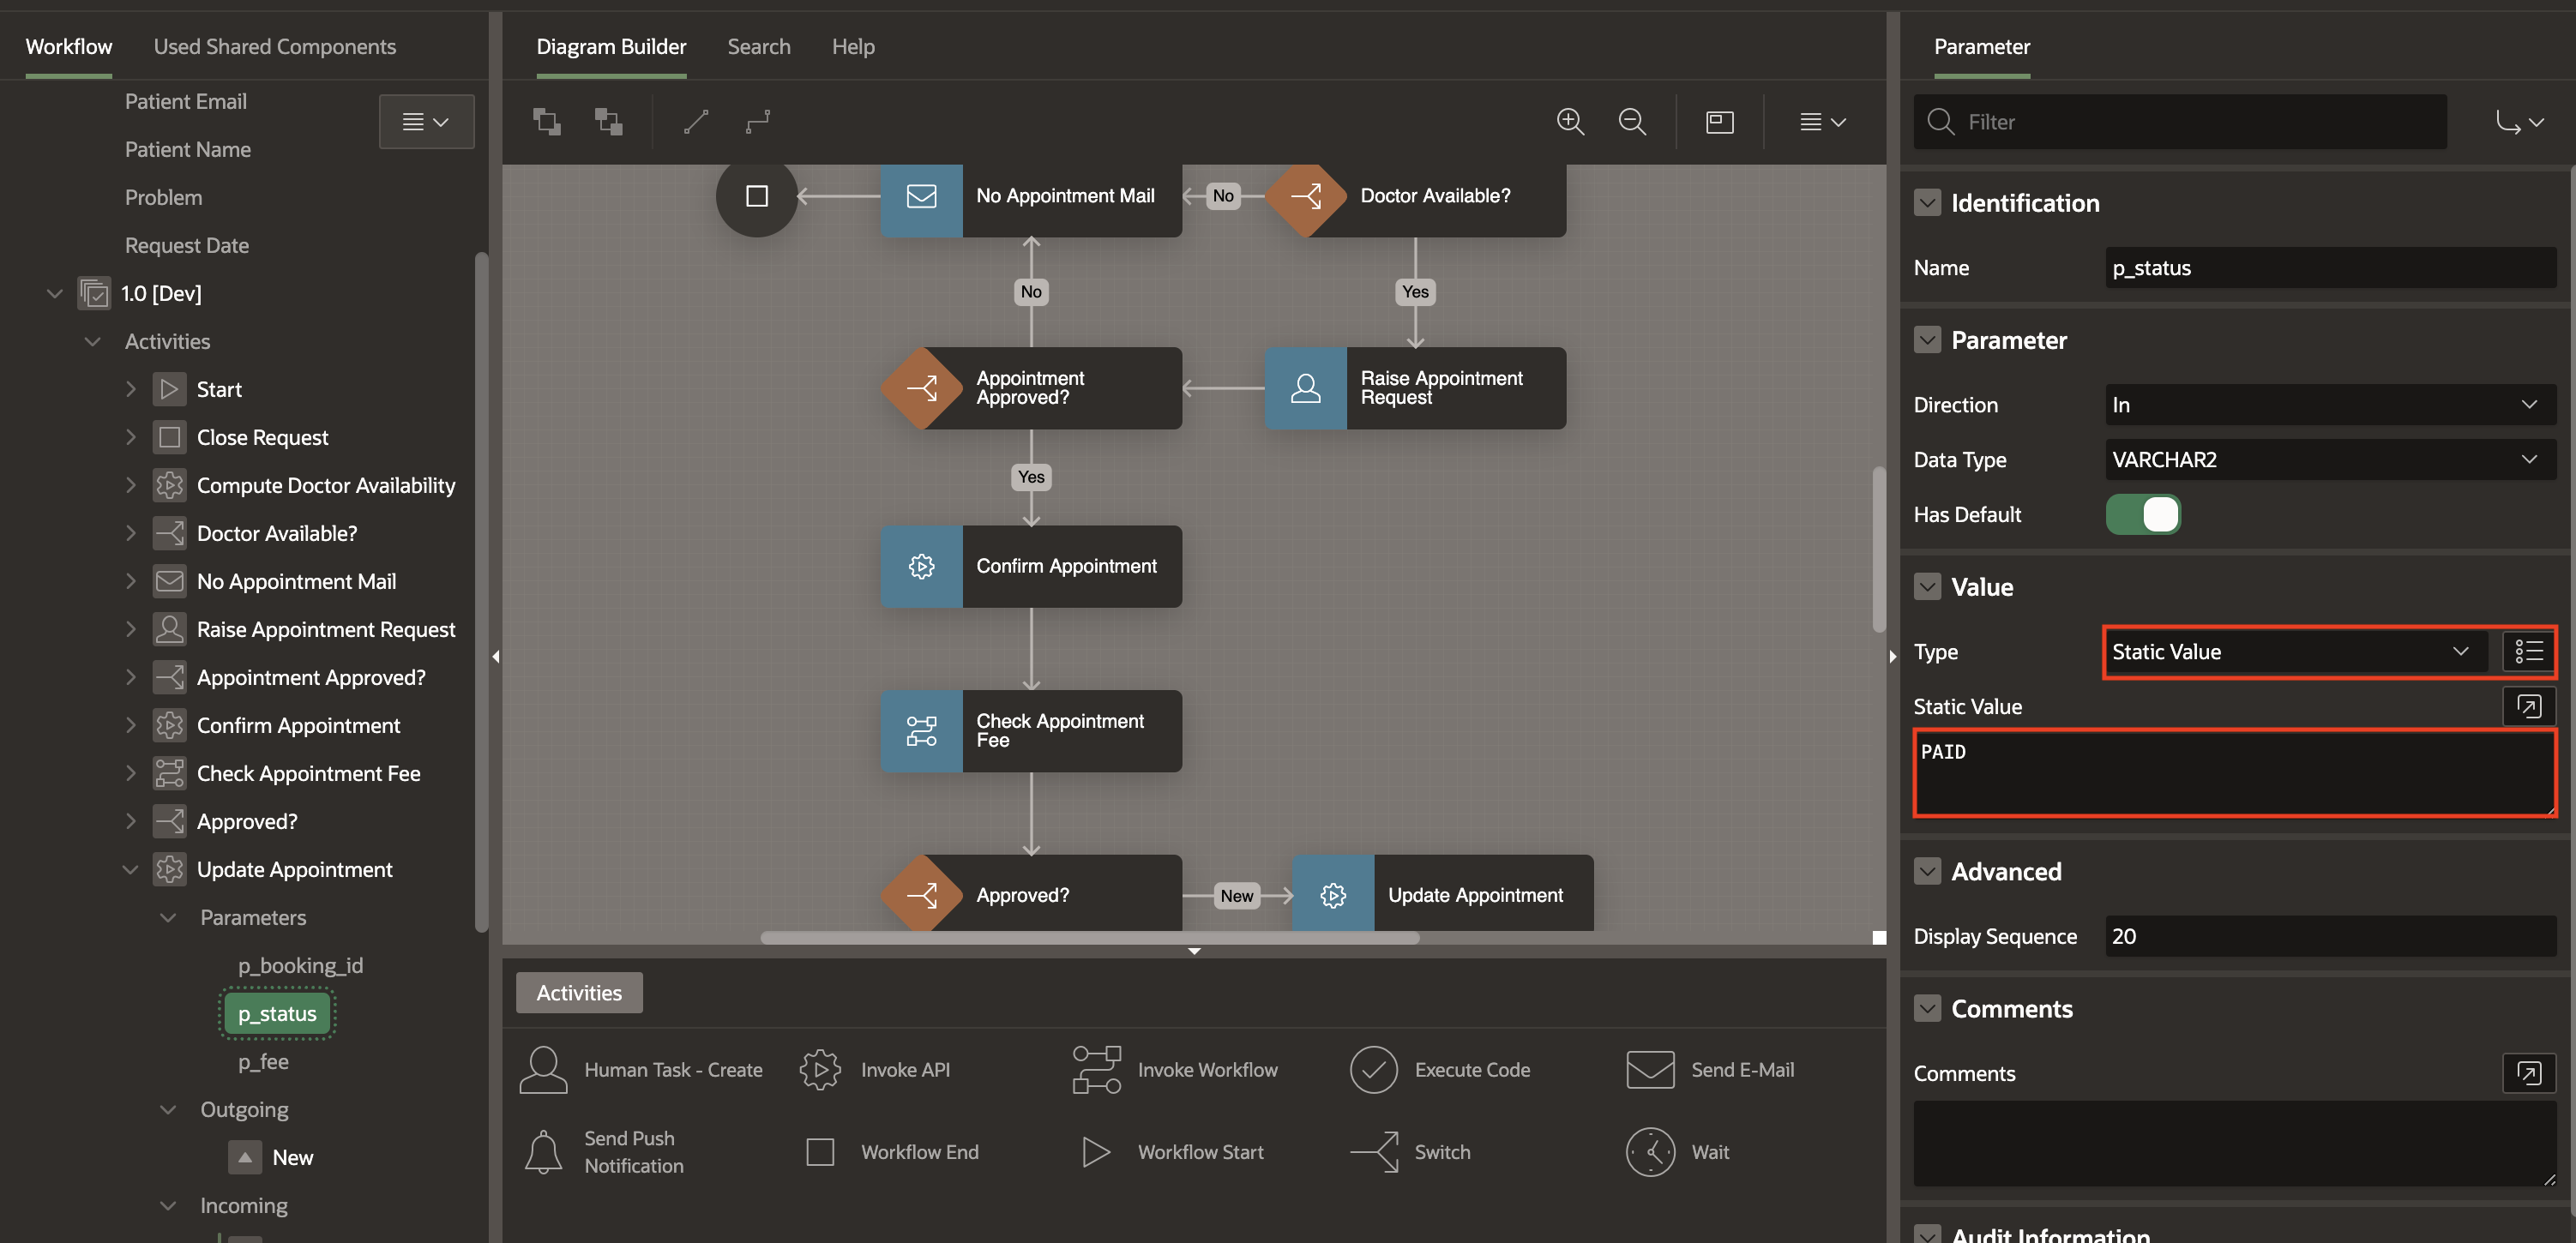 Workflow
Used Shared Components
Patient Email
Patient Name
Problem
Request Date
1.0 [Dev]
Activities
Start
Close Request
Compute Doctor Availability
Doctor Available?
No Appointment Mail
Raise Appointment Request
Appointment Approved?
Confirm Appointment
Check Appointment Fee
Approved?
Update Appointment
Parameters
p_booking_id
p_status
p_fee
Outgoing
New
Incoming
Diagram Builder
Search
Help
No Appointment Mail
No
Doctor Available?
No
Yes
Appointment
Approved?
Raise Appointment
Request
Yes
Confirm Appointment
Check Appointment
Fee
Approved?
New
Update Appointment
Activities
Human Task - Create
Invoke API
Invoke Workflow
Execute Code
Send E-Mail
Send Push
Notification
Workflow End
Workflow Start
Switch
Wait
Parameter
Filter
Identification
Name
p_status
Parameter
Direction
In
Data Type
VARCHAR2
Has Default
Value
Type
Static Value
Static Value
PAID
Advanced
Display Sequence
20
Comments
Comments
Audit Information